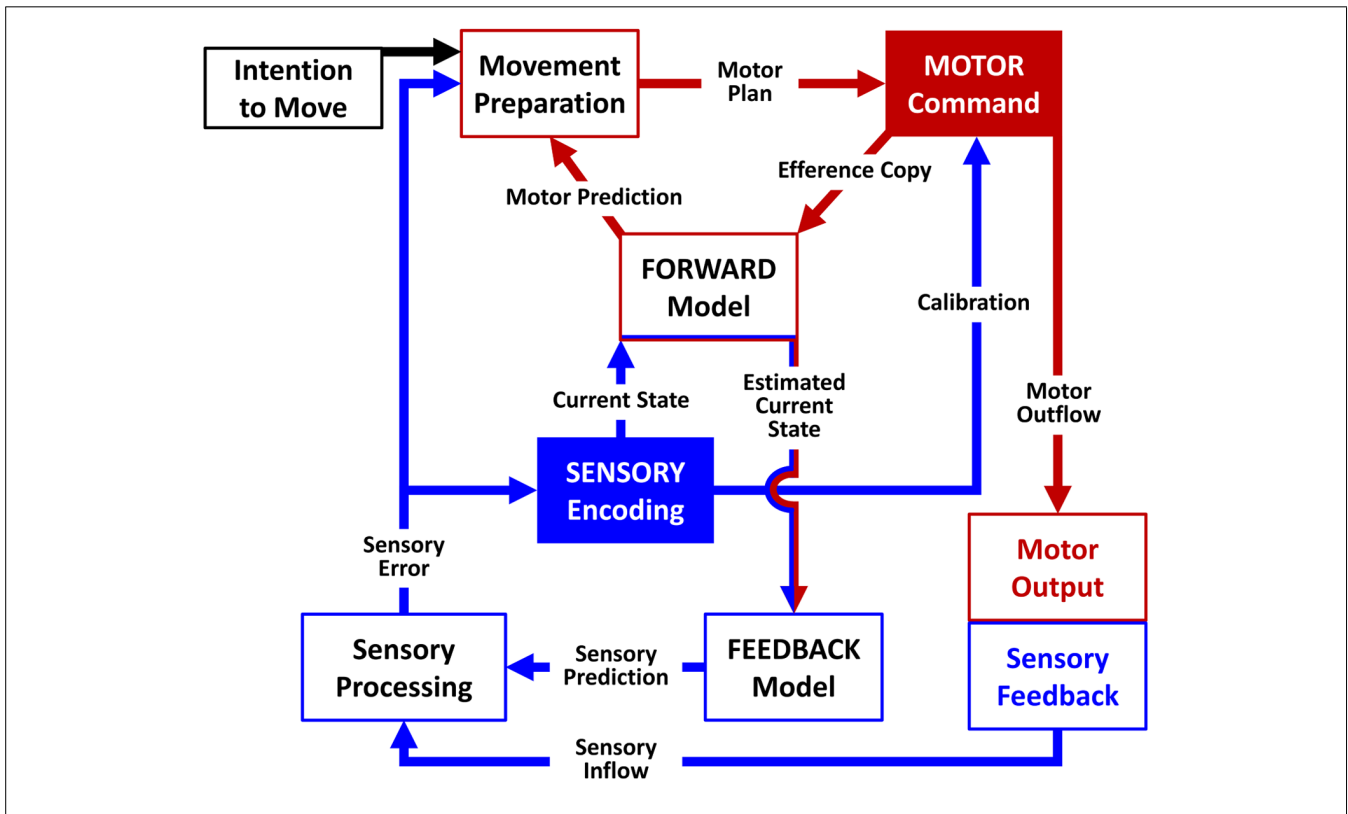 Intention
to Move
Movement
Preparation
Motor
Plan
MOTOR
Command
Efference Copy
Motor Prediction
FORWARD
Model
Calibration
Current State
Estimated
Current
State
Motor
Outflow
SENSORY
Encoding
Sensory
Error
Motor
Output
Sensory
Processing
Sensory
Prediction
FEEDBACK
Model
Sensory
Feedback
Sensory
Inflow